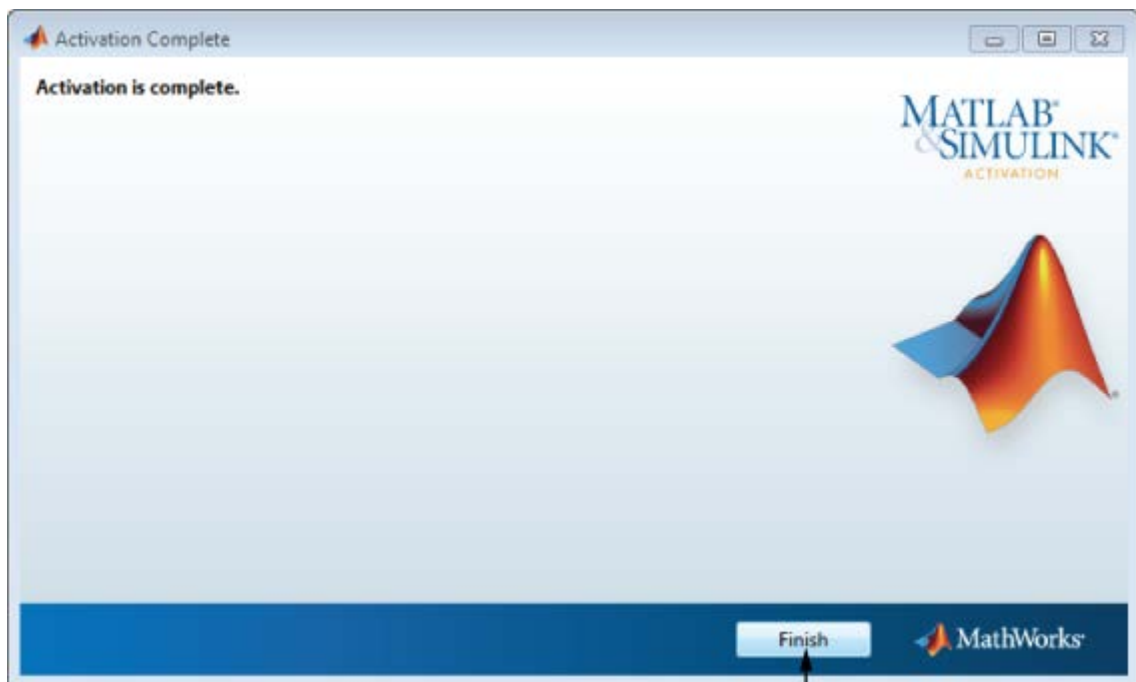 Activation Complete
Activation is complete.
MATLAB®
&SIMULINK®
ACTIVATION
Finish
MathWorks®